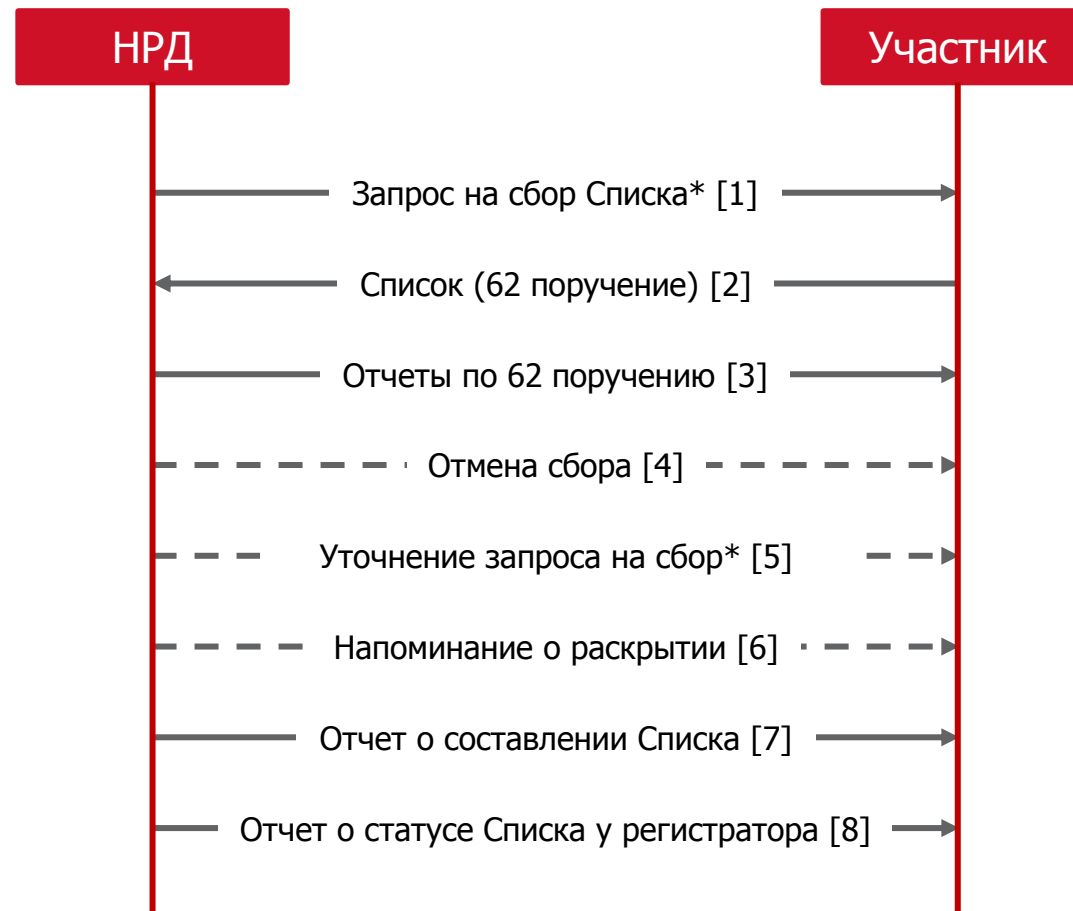 НРД
Участник
Запрос на сбор Списка* [1]
Список (62 поручение) [2]
Отчеты по 62 поручению [3]
Отмена сбора [4]
Уточнение запроса на сбор* [5]
Напоминание о раскрытии [6]
Отчет о составлении Списка [7]
Отчет о статусе Списка у регистратора [8]